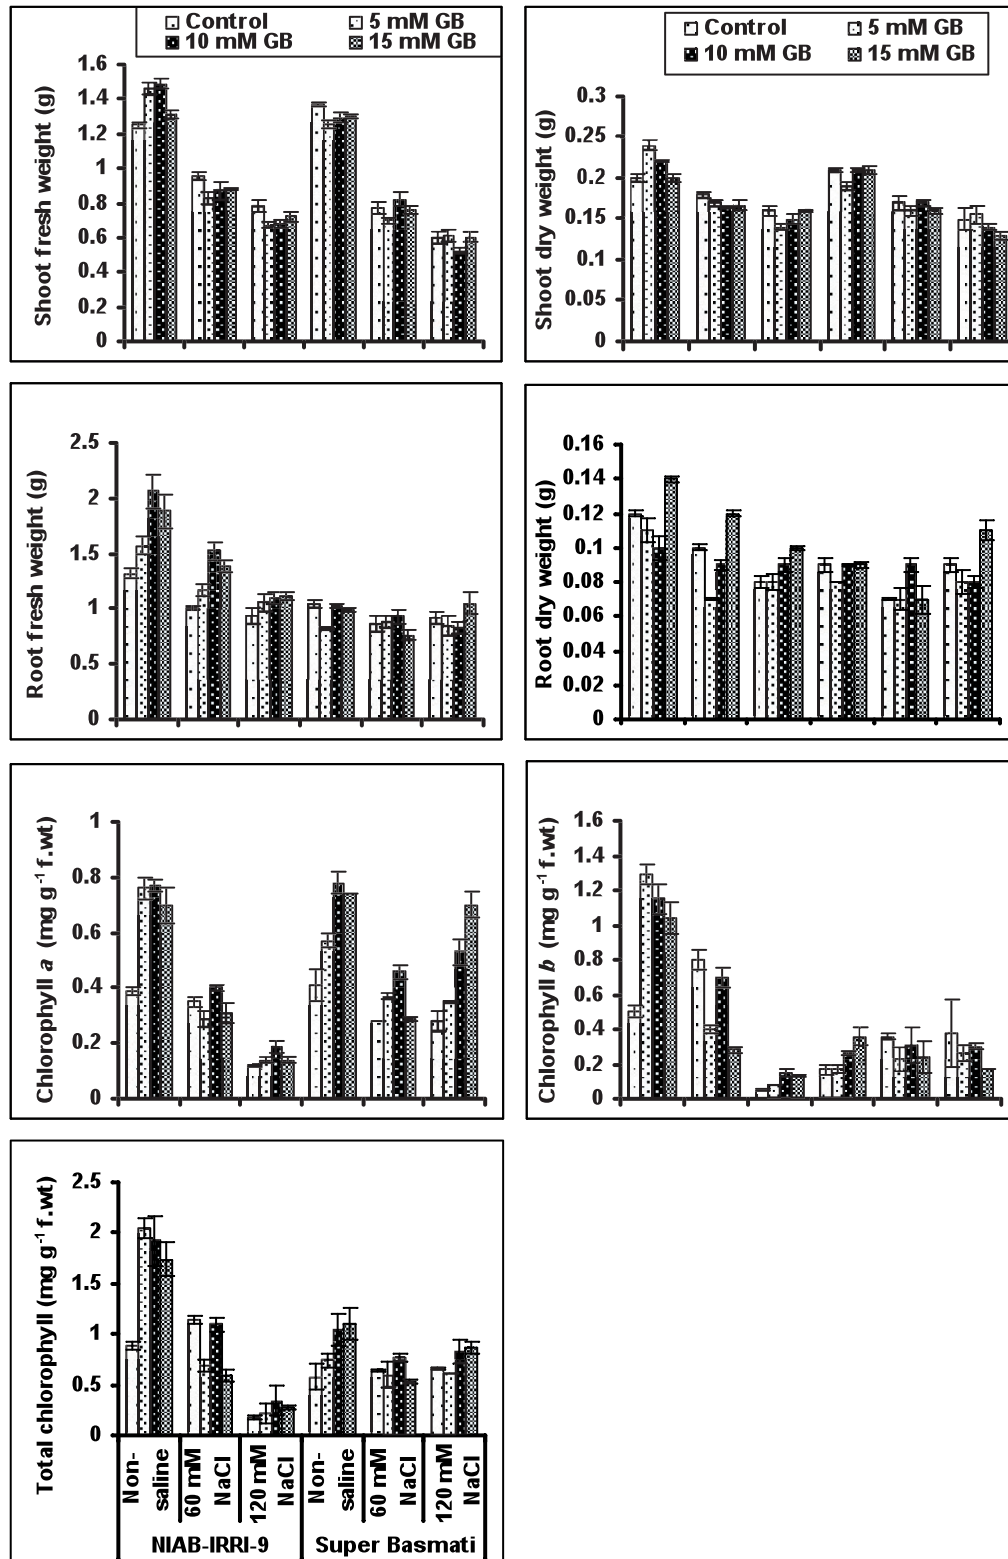 Control 5 mM GB
10 mM GB 15 mM GB
Shoot fresh weight (g)
1.6
1.4
1.2
1
0.8
0.6
0.4
0.2
0
Control 5 mM GB
10 mM GB 15 mM GB
Shoot dry weight (g)
0.3
0.25
0.2
0.15
0.1
0.05
0
Root fresh weight (g)
2.5
2
1.5
1
0.5
0
Root dry weight (g)
0.16
0.14
0.12
0.1
0.08
0.06
0.04
0.02
0
Chlorophyll a (mg g⁻¹ f.wt)
1
0.8
0.6
0.4
0.2
0
Chlorophyll b (mg g⁻¹ f.wt)
1.6
1.4
1.2
1
0.8
0.6
0.4
0.2
0
Total chlorophyll (mg g⁻¹ f.wt)
2.5
2
1.5
1
0.5
0
Non-
saline
60 mM
NaCl
120 mM
NaCl
Non-
saline
60 mM
NaCl
120 mM
NaCl
NIAB-IRRI-9 Super Basmati